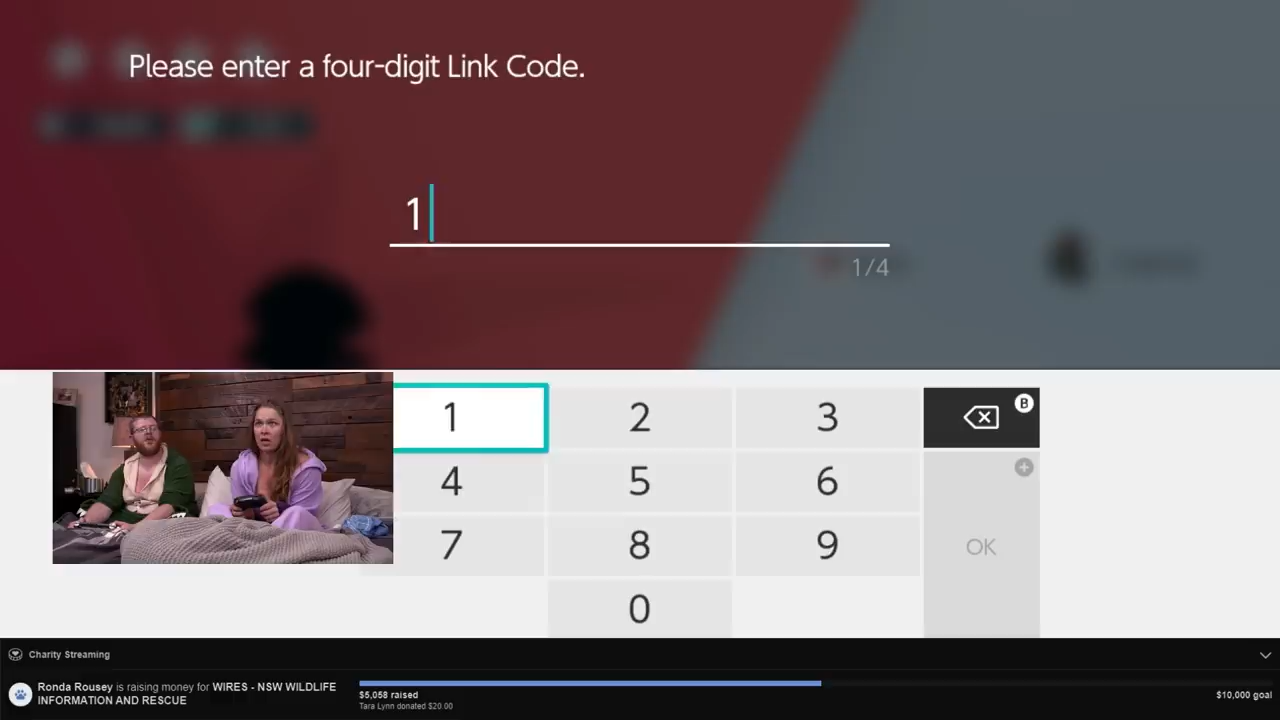 Please enter a four-digit Link Code.
1
1/4
1 2 3 B
4 5 6
7 8 9 OK
0
Charity Streaming
Ronda Rousey is raising money for WIRES - NSW WILDLIFE
INFORMATION AND RESCUE
$5,058 raised $10,000 goal
Tara Lynn donated $20.00